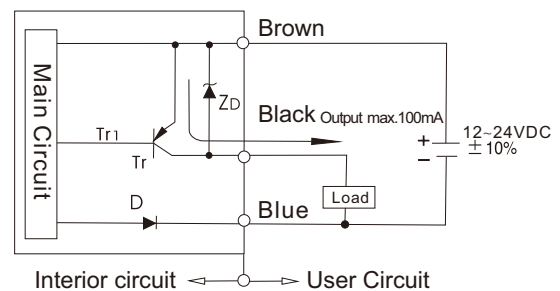 Brown
Main Circuit
ZD
Black Output max.100mA
Tr1
Tr
+
12~24VDC
−
±10%
D
Load
Blue
Interior circuit
User Circuit